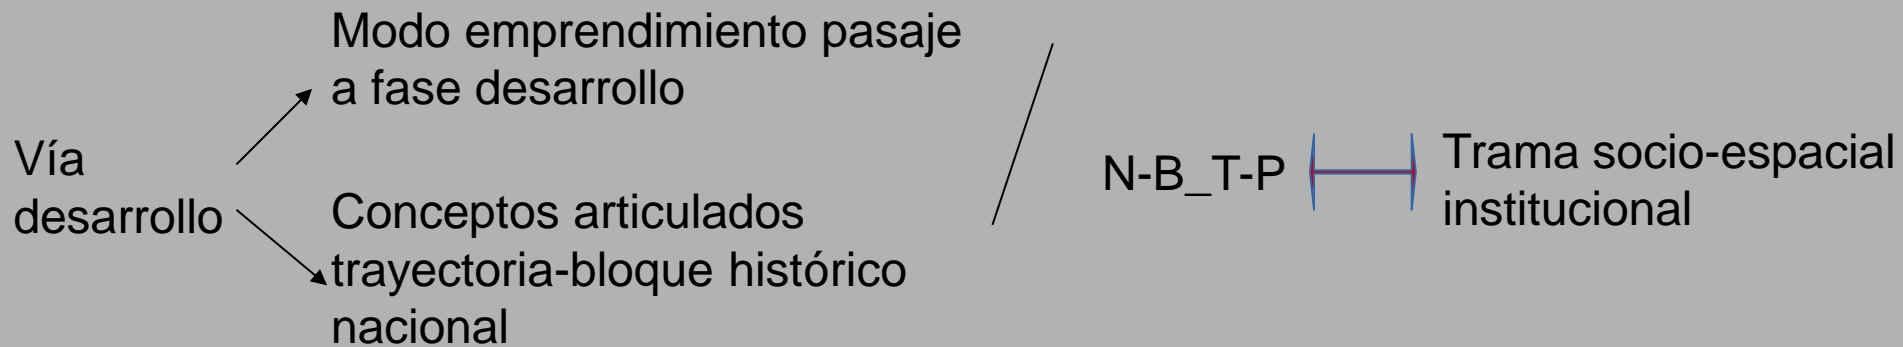 Modo emprendimiento pasaje
a fase desarrollo
Vía
desarrollo
Conceptos articulados
trayectoria-bloque histórico
nacional
N-B_T-P
Trama socio-espacial
institucional